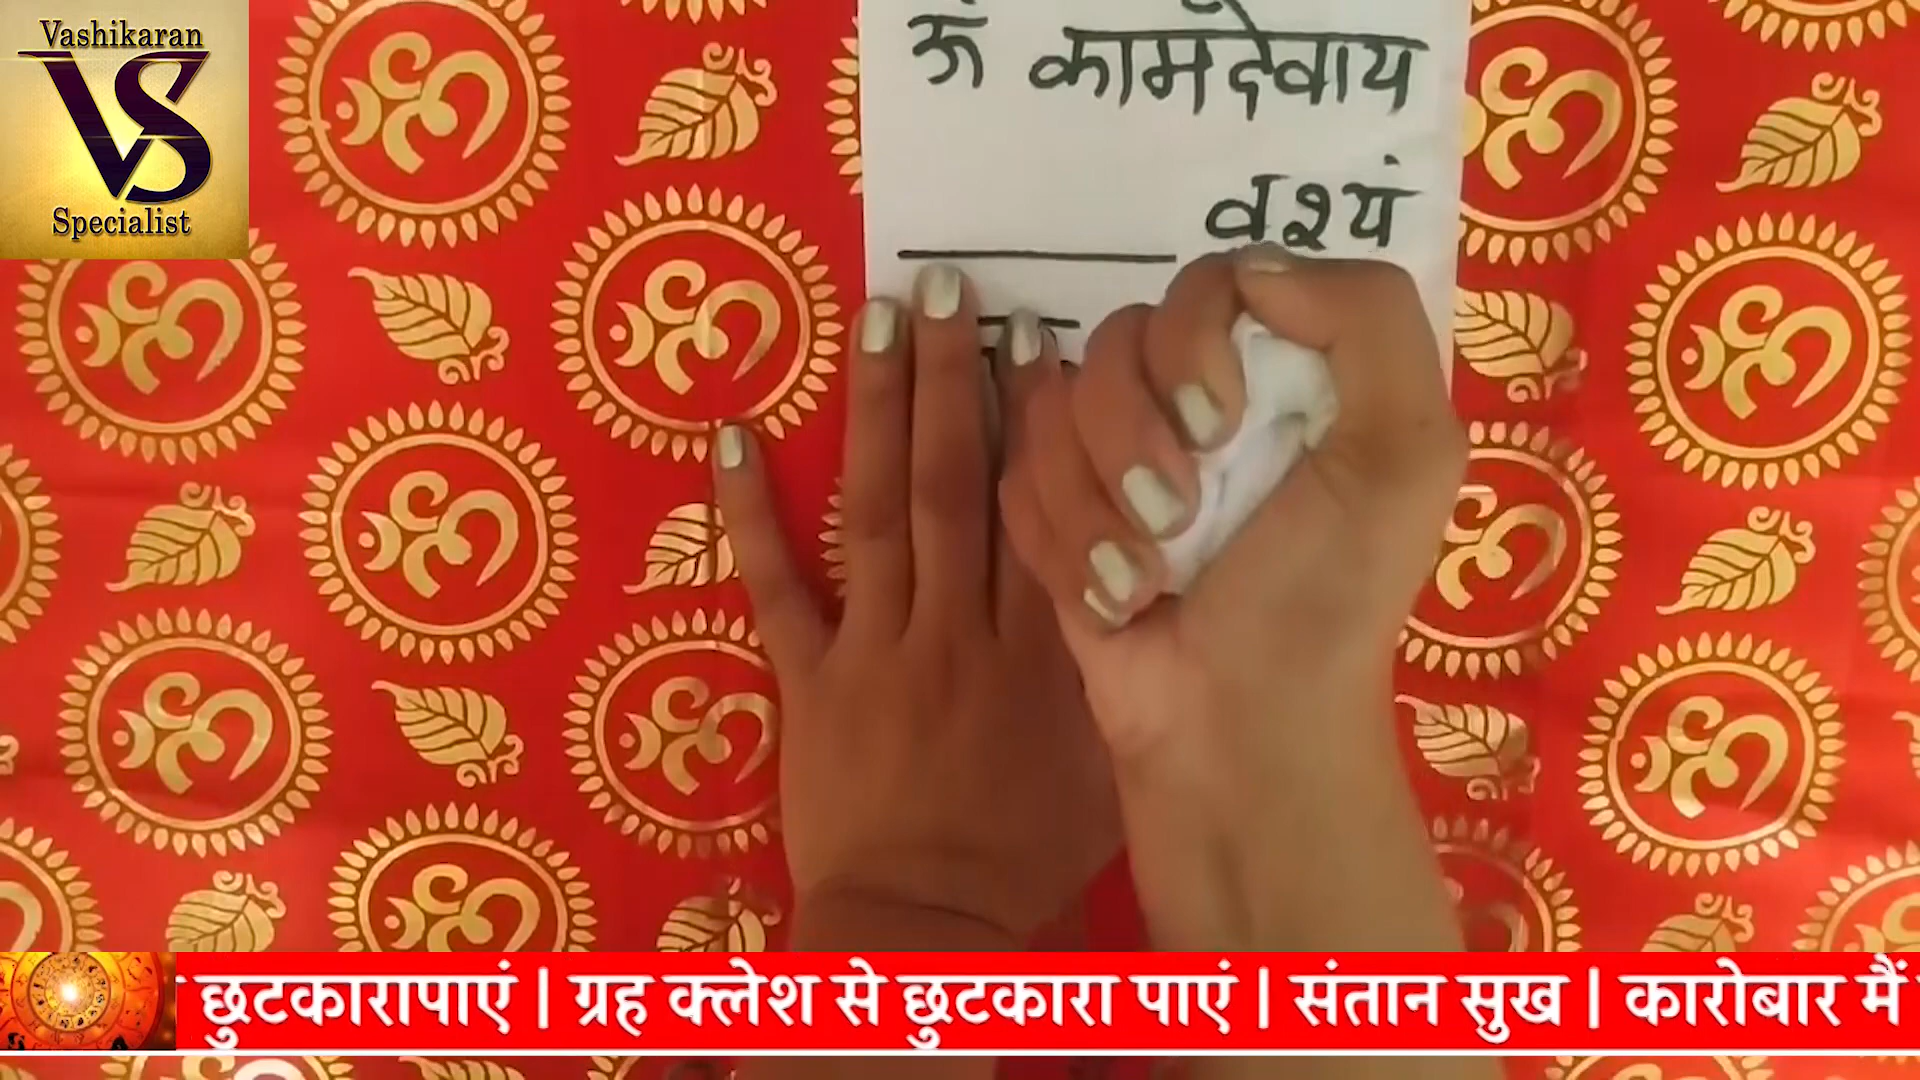 Vashikaran
VS
Specialist
ॐ कामदेवाय
वश्यं
छुटकारापाएं | ग्रह क्लेश से छुटकारा पाएं | संतान सुख | कारोबार मैं